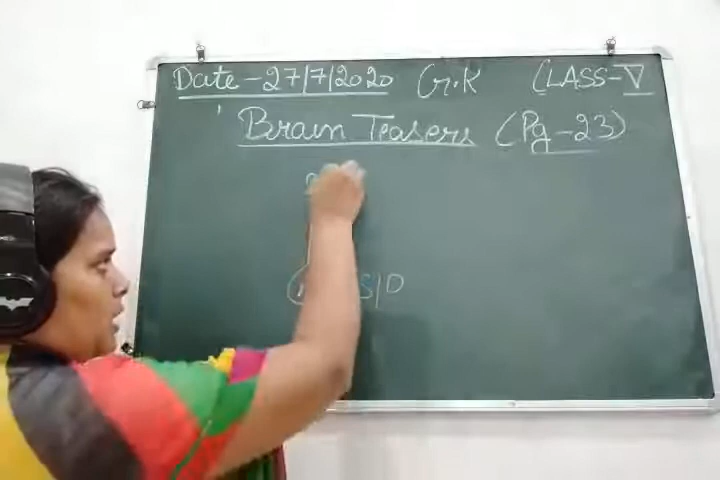 Date - 27/7/2020 G.K CLASS-V
Brain Teasers (Pg-23)